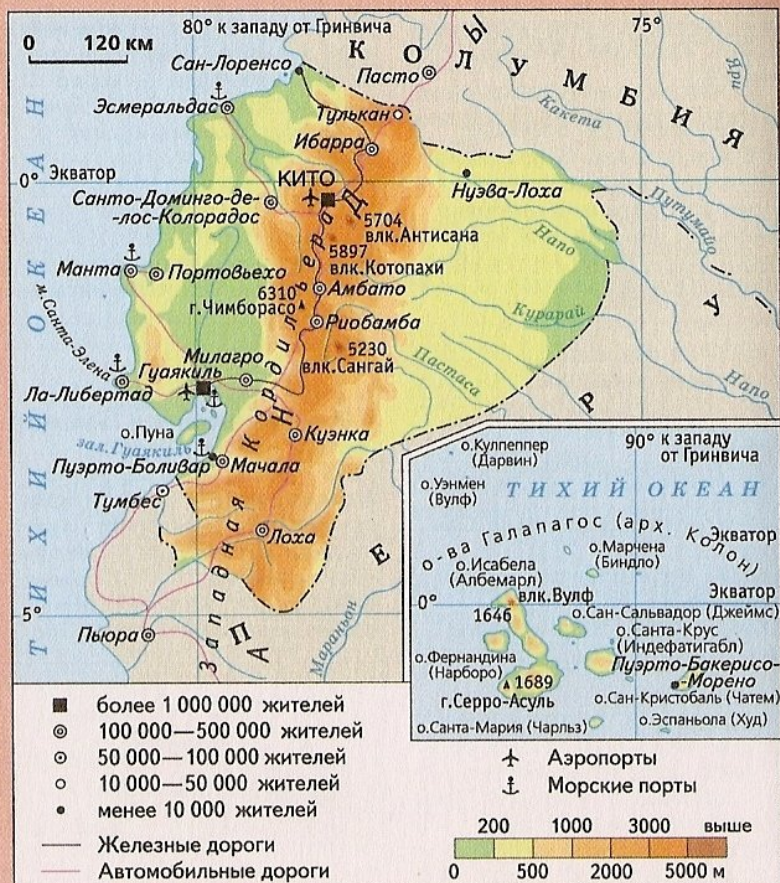 80° к западу от Гринвича
75°
0 120 км
КОЛУМБИЯ
Сан-Лоренсо
Пасто
Яри
Эсмеральдас
Тулькан
Какета
Ибарра
0° Экватор
КИТО
Нуэва-Лоха
Путумайо
Санто-Доминго-де-
-лос-Колорадос
5704
влк.Антисана
Напо
5897
влк.Котопахи
Манта
Портовьехо
6310
г.Чимборасо
Амбато
Риобамба
Курарай
м.Санта-Элена
Милагро
5230
влк.Сангай
Пастаса
Напо
Гуаякиль
Ла-Либертад
о.Пуна
зал.Гуаякиль
Куэнка
Пуэрто-Боливар
Мачала
Тумбес
Лоха
5°
Пьюра
Мараньон
Западная Кордильера
АНДЫ
ПЕРУ
ТИХИЙ ОКЕАН
90° к западу
от Гринвича
о.Кулпеппер
(Дарвин)
о.Уэнмен
(Вулф)
ТИХИЙ ОКЕАН
о-ва Галапагос (арх. Колон)
Экватор
о.Марчена
(Биндло)
о.Исабела
(Албемарл)
влк.Вулф
Экватор
0°
1646
о.Сан-Сальвадор (Джеймс)
о.Санта-Крус
(Индефатигабл)
о.Фернандина
(Нарборо)
Пуэрто-Бакерисо-
-Морено
1689
г.Серро-Асуль
о.Сан-Кристобаль (Чатем)
о.Санта-Мария (Чарльз)
о.Эспаньола (Худ)
более 1 000 000 жителей
100 000—500 000 жителей
50 000—100 000 жителей
10 000—50 000 жителей
менее 10 000 жителей
Железные дороги
Автомобильные дороги
Аэропорты
Морские порты
200 1000 3000 выше
0 500 2000 5000 м